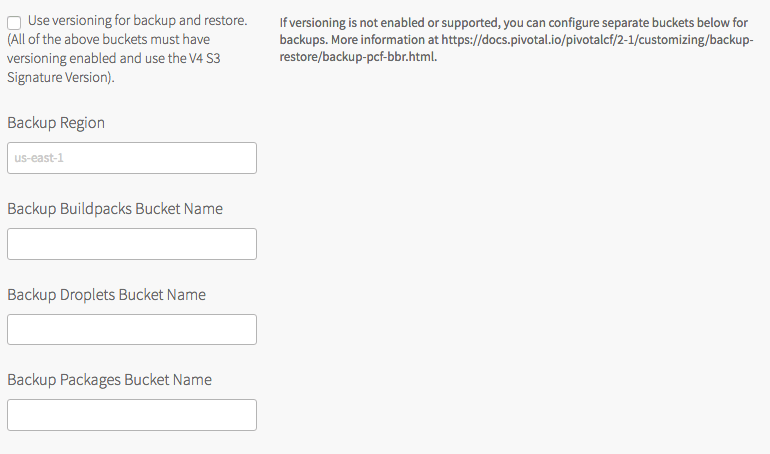 Use versioning for backup and restore.
(All of the above buckets must have
versioning enabled and use the V4 S3
Signature Version).
If versioning is not enabled or supported, you can configure separate buckets below for
backups. More information at https://docs.pivotal.io/pivotalcf/2-1/customizing/backup-
restore/backup-pcf-bbr.html.
Backup Region
us-east-1
Backup Buildpacks Bucket Name
Backup Droplets Bucket Name
Backup Packages Bucket Name